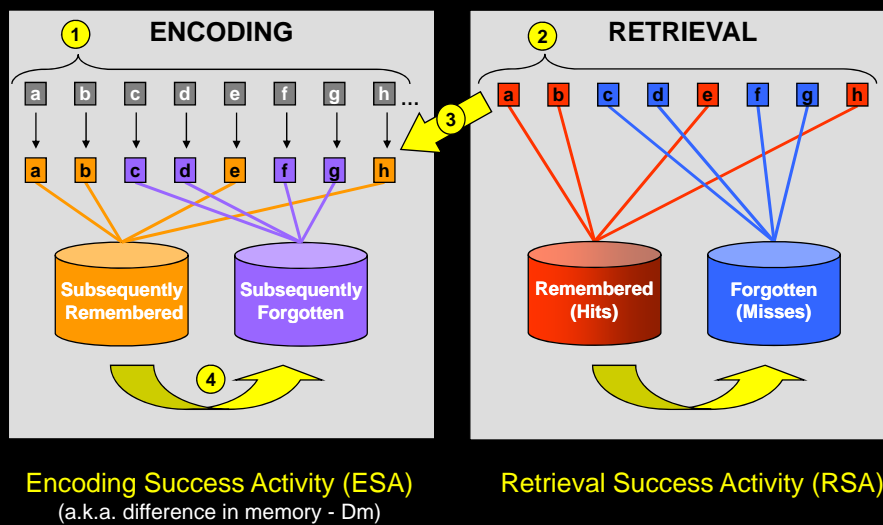 1 ENCODING
a b c d e f g h ...
a b c d e f g h
Subsequently Remembered
Subsequently Forgotten
4
Encoding Success Activity (ESA)
(a.k.a. difference in memory - Dm)
3
2 RETRIEVAL
a b c d e f g h
Remembered (Hits)
Forgotten (Misses)
Retrieval Success Activity (RSA)